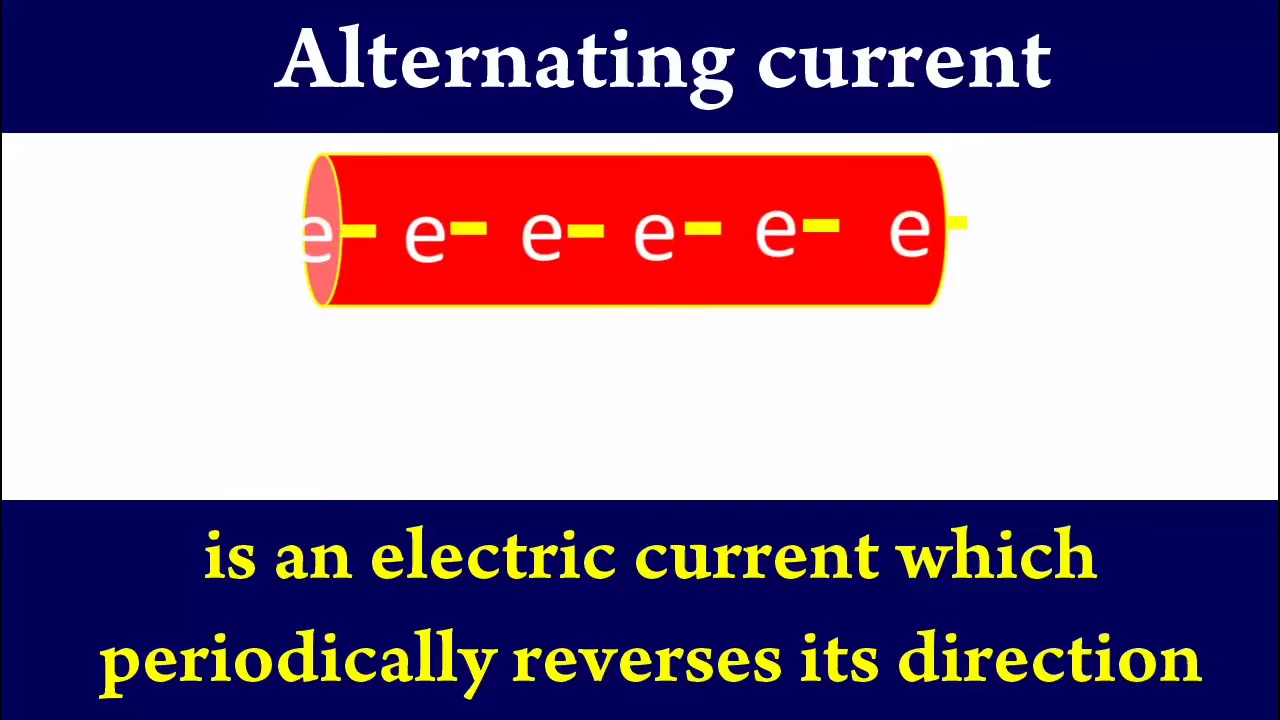 Alternating current
e- e- e- e- e- e-
is an electric current which
periodically reverses its direction